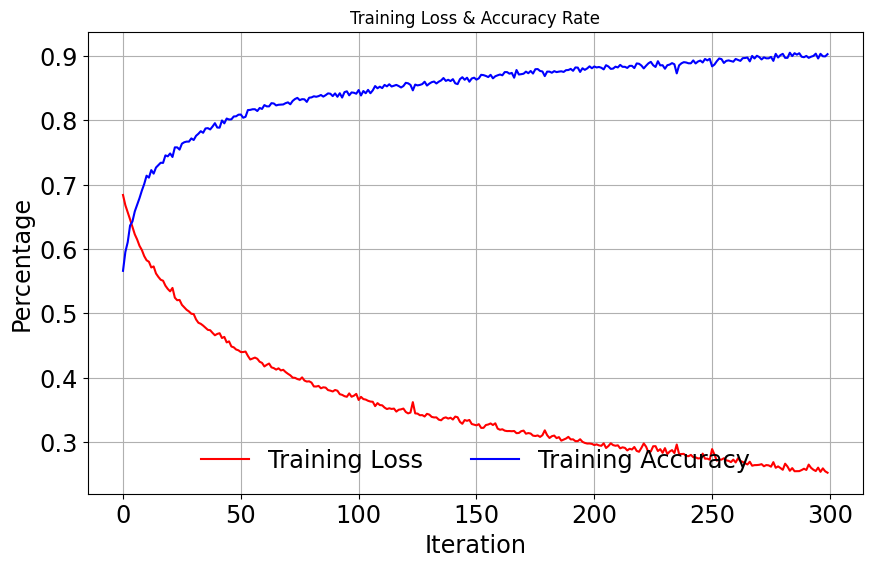 Training Loss & Accuracy Rate
0.9
0.8
0.7
0.6
0.5
0.4
0.3
Percentage
Training Loss
Training Accuracy
0 50 100 150 200 250 300
Iteration